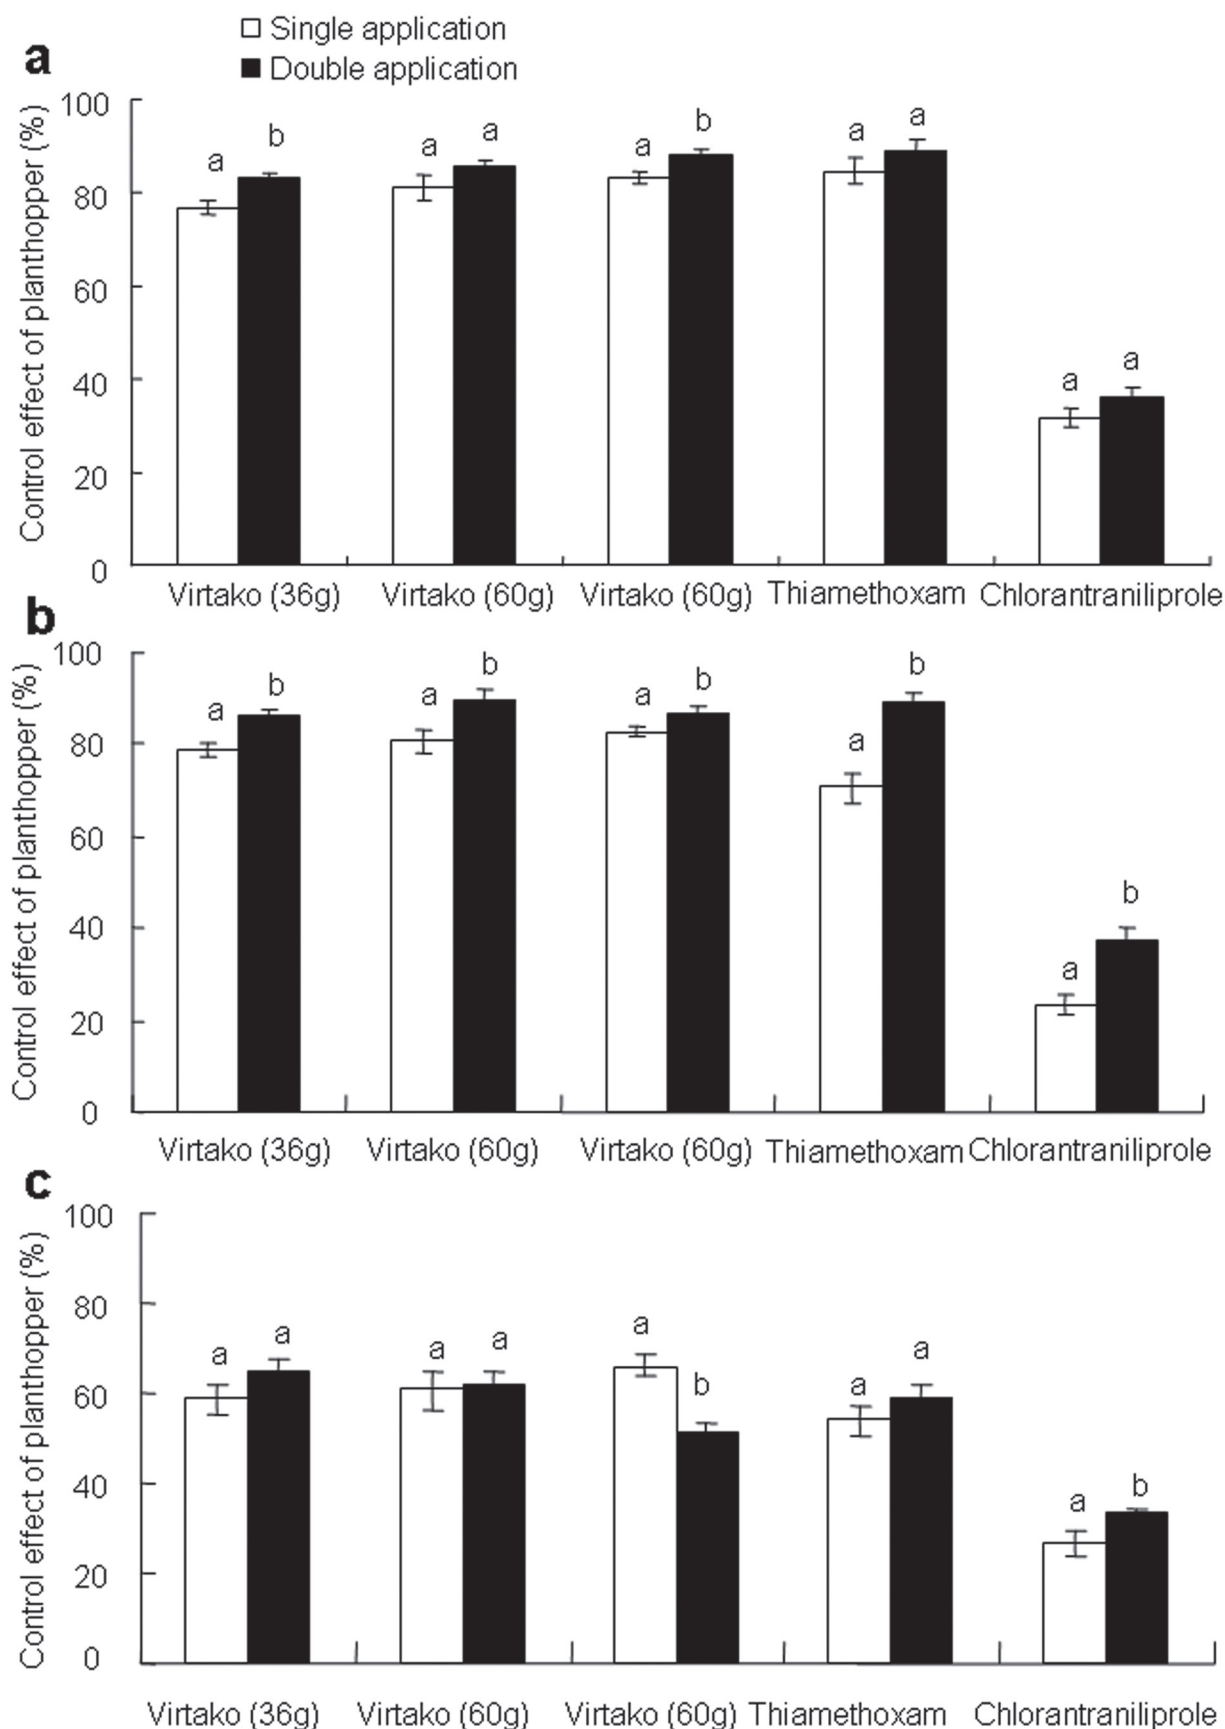 Single application
Double application
a
Control effect of planthopper (%)
100
80
60
40
20
0
a b a a a b a a a a
Virtako (36g) Virtako (60g) Virtako (60g) Thiamethoxam Chlorantraniliprole
b
Control effect of planthopper (%)
100
80
60
40
20
0
a b a b a b a b a b
Virtako (36g) Virtako (60g) Virtako (60g) Thiamethoxam Chlorantraniliprole
c
Control effect of planthopper (%)
100
80
60
40
20
0
a a a a a b a a a b
Virtako (36g) Virtako (60g) Virtako (60g) Thiamethoxam Chlorantraniliprole